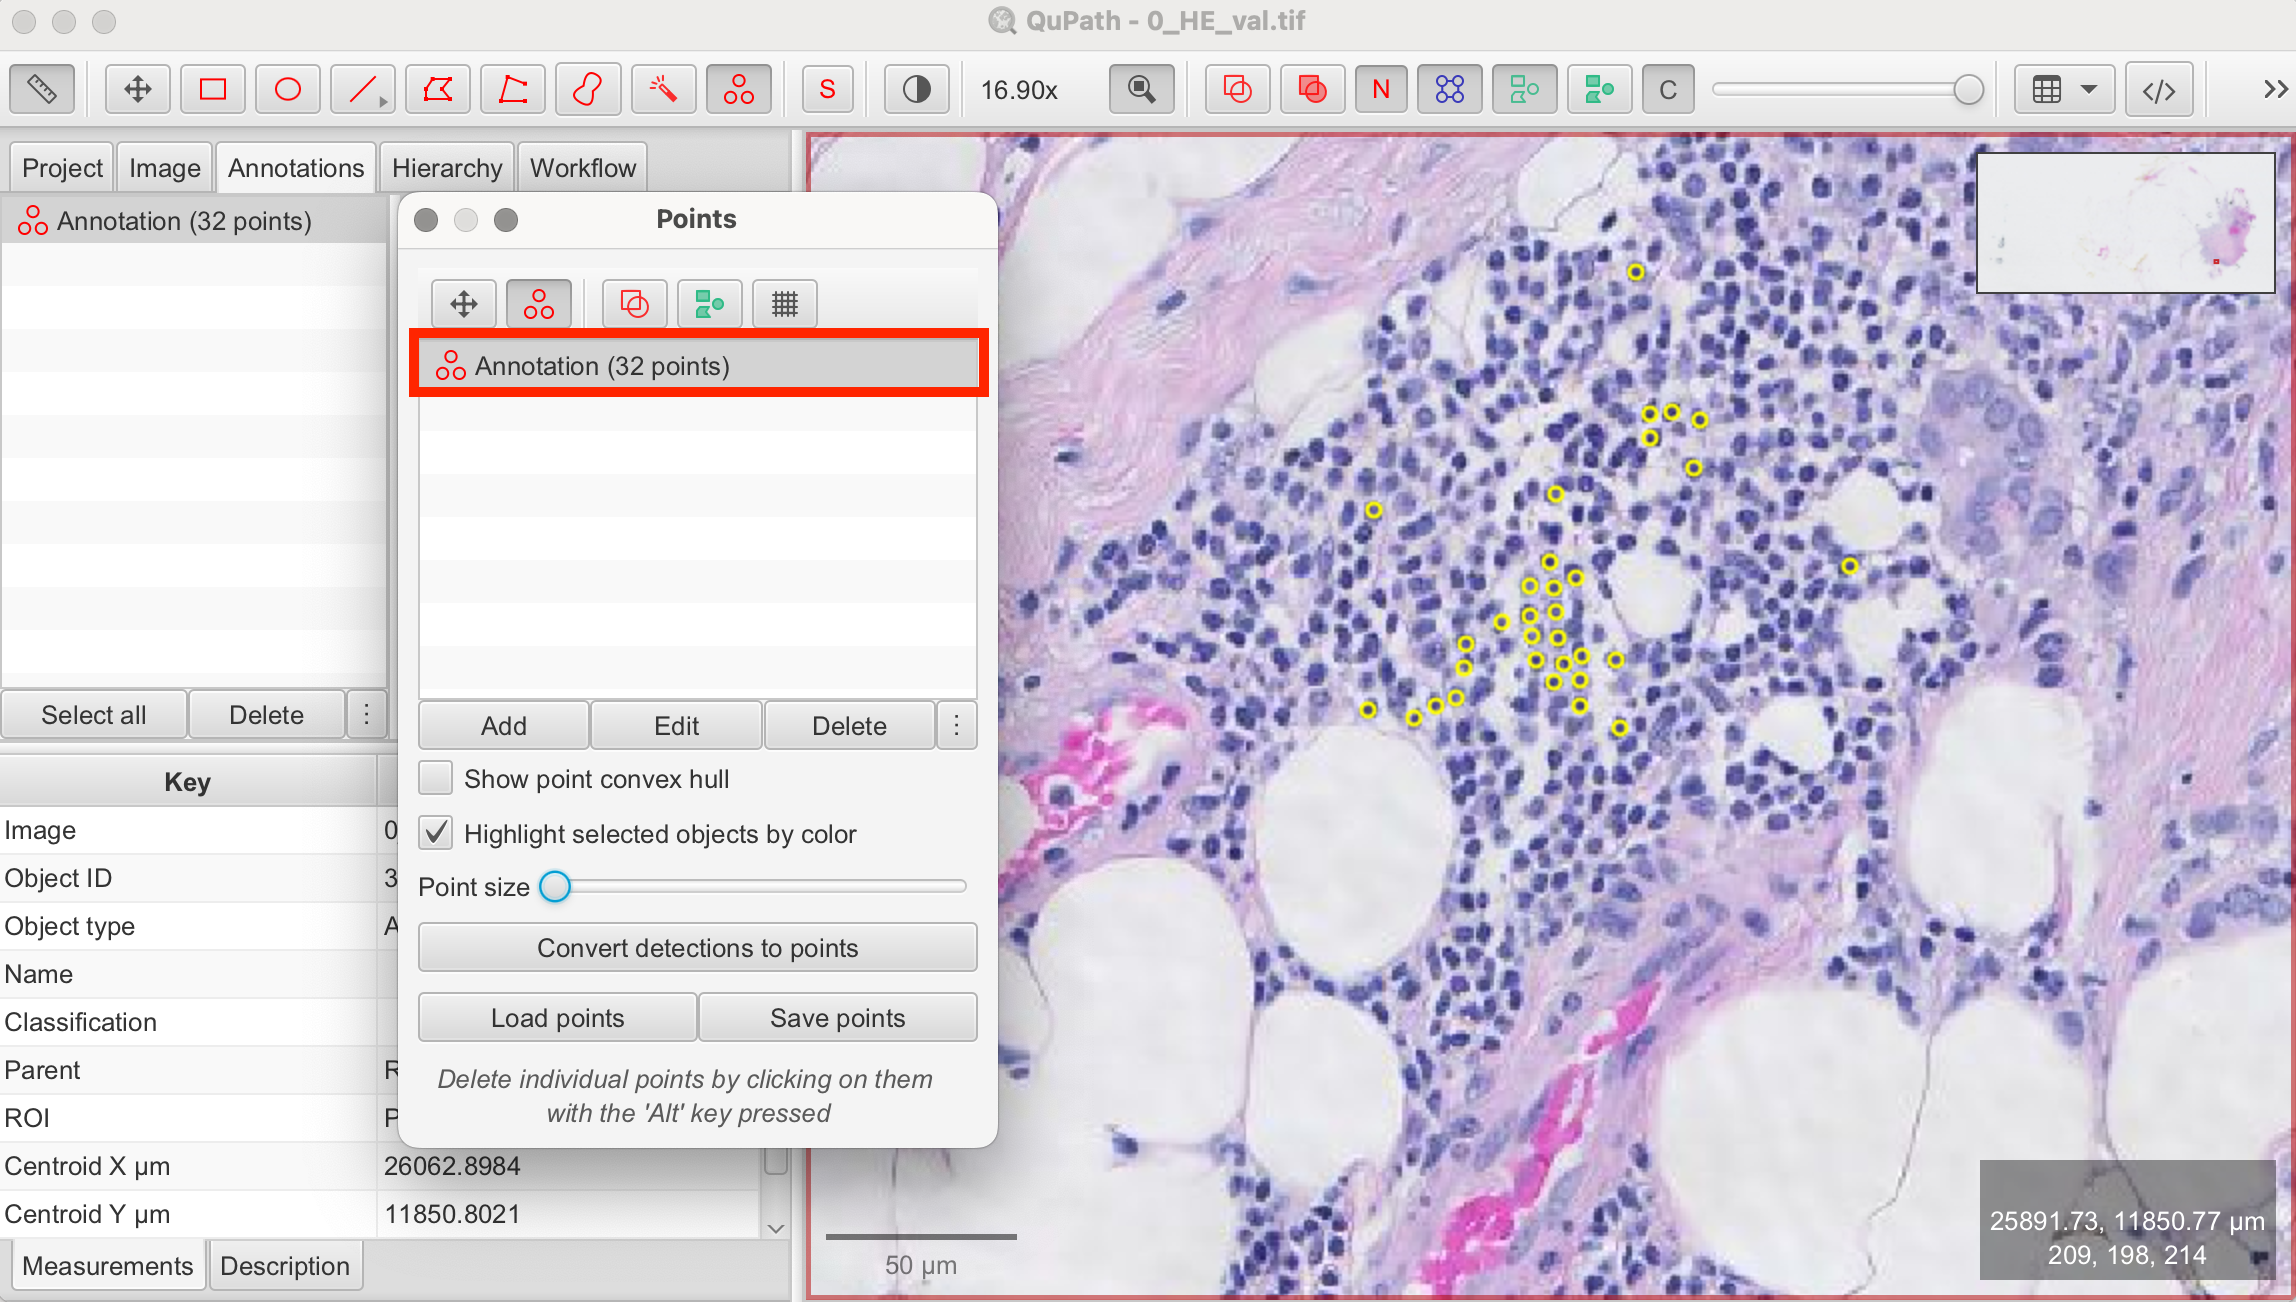 QuPath - 0_HE_val.tif
S
16.90x
N
C
Project
Image
Annotations
Hierarchy
Workflow
Annotation (32 points)
Select all
Delete
Key
Image
0
Object ID
3
Object type
A
Name
Classification
Parent
R
ROI
P
Centroid X µm
26062.8984
Centroid Y µm
11850.8021
Measurements
Description
Points
Annotation (32 points)
Add
Edit
Delete
Show point convex hull
Highlight selected objects by color
Point size
Convert detections to points
Load points
Save points
Delete individual points by clicking on them
with the 'Alt' key pressed
50 µm
25891.73, 11850.77 µm
209, 198, 214